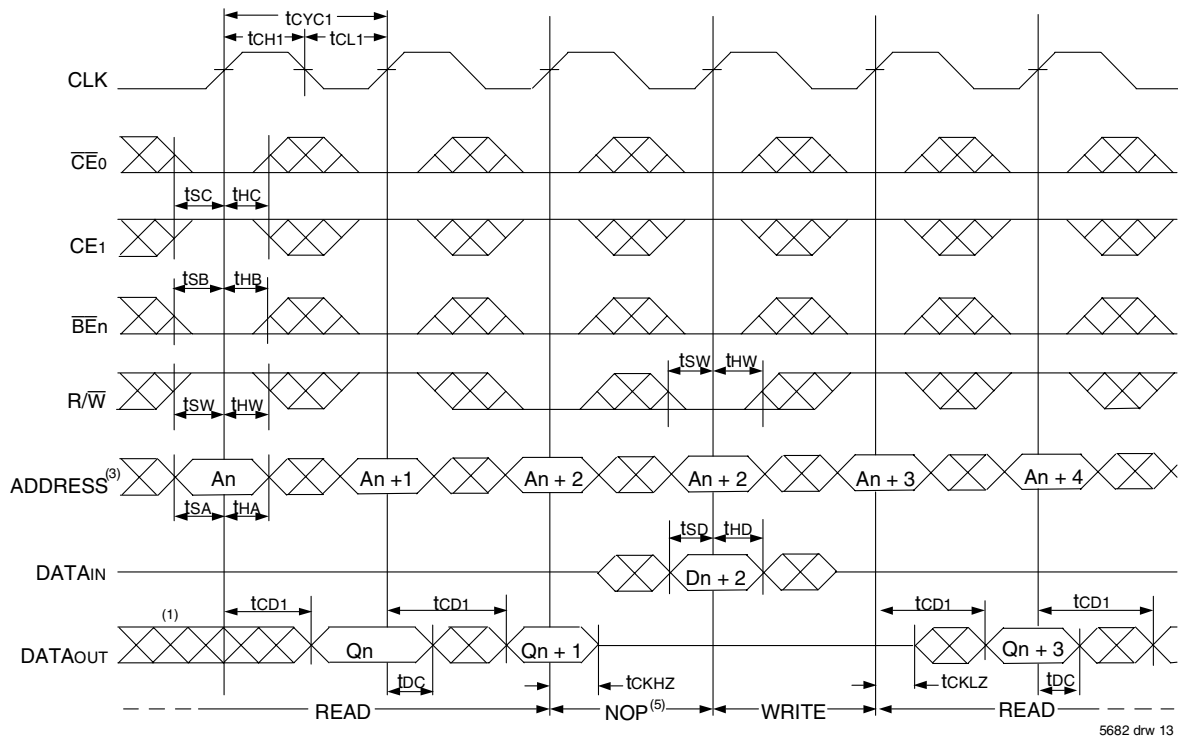 tCYC1
tCH1 tCL1
CLK
CE0
tSC tHC
CE1
tSB tHB
BEn
tSW tHW
R/W
tSW tHW
ADDRESS(3) An An +1 An + 2 An + 2 An + 3 An + 4
tSA tHA
tSD tHD
DATAIN Dn + 2
(1) tCD1 tCD1 tCD1 tCD1
DATAOUT Qn Qn + 1 Qn + 3
tDC tCKHZ tCKLZ tDC
READ NOP(5) WRITE READ
5682 drw 13